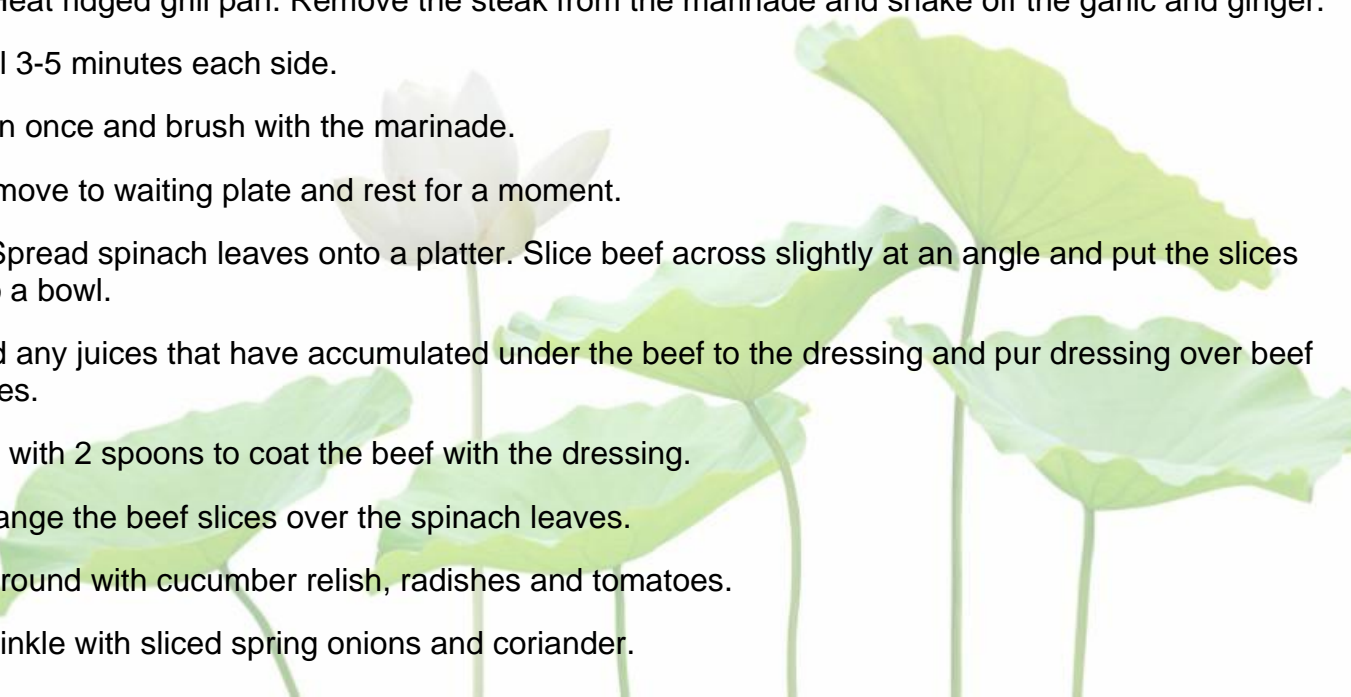 Heat ridged grill pan. Remove the steak from the marinade and shake off the garlic and ginger.
l 3-5 minutes each side.
n once and brush with the marinade.
move to waiting plate and rest for a moment.
Spread spinach leaves onto a platter. Slice beef across slightly at an angle and put the slices
a bowl.
d any juices that have accumulated under the beef to the dressing and pur dressing over beef
es.
with 2 spoons to coat the beef with the dressing.
ange the beef slices over the spinach leaves.
round with cucumber relish, radishes and tomatoes.
inkle with sliced spring onions and coriander.